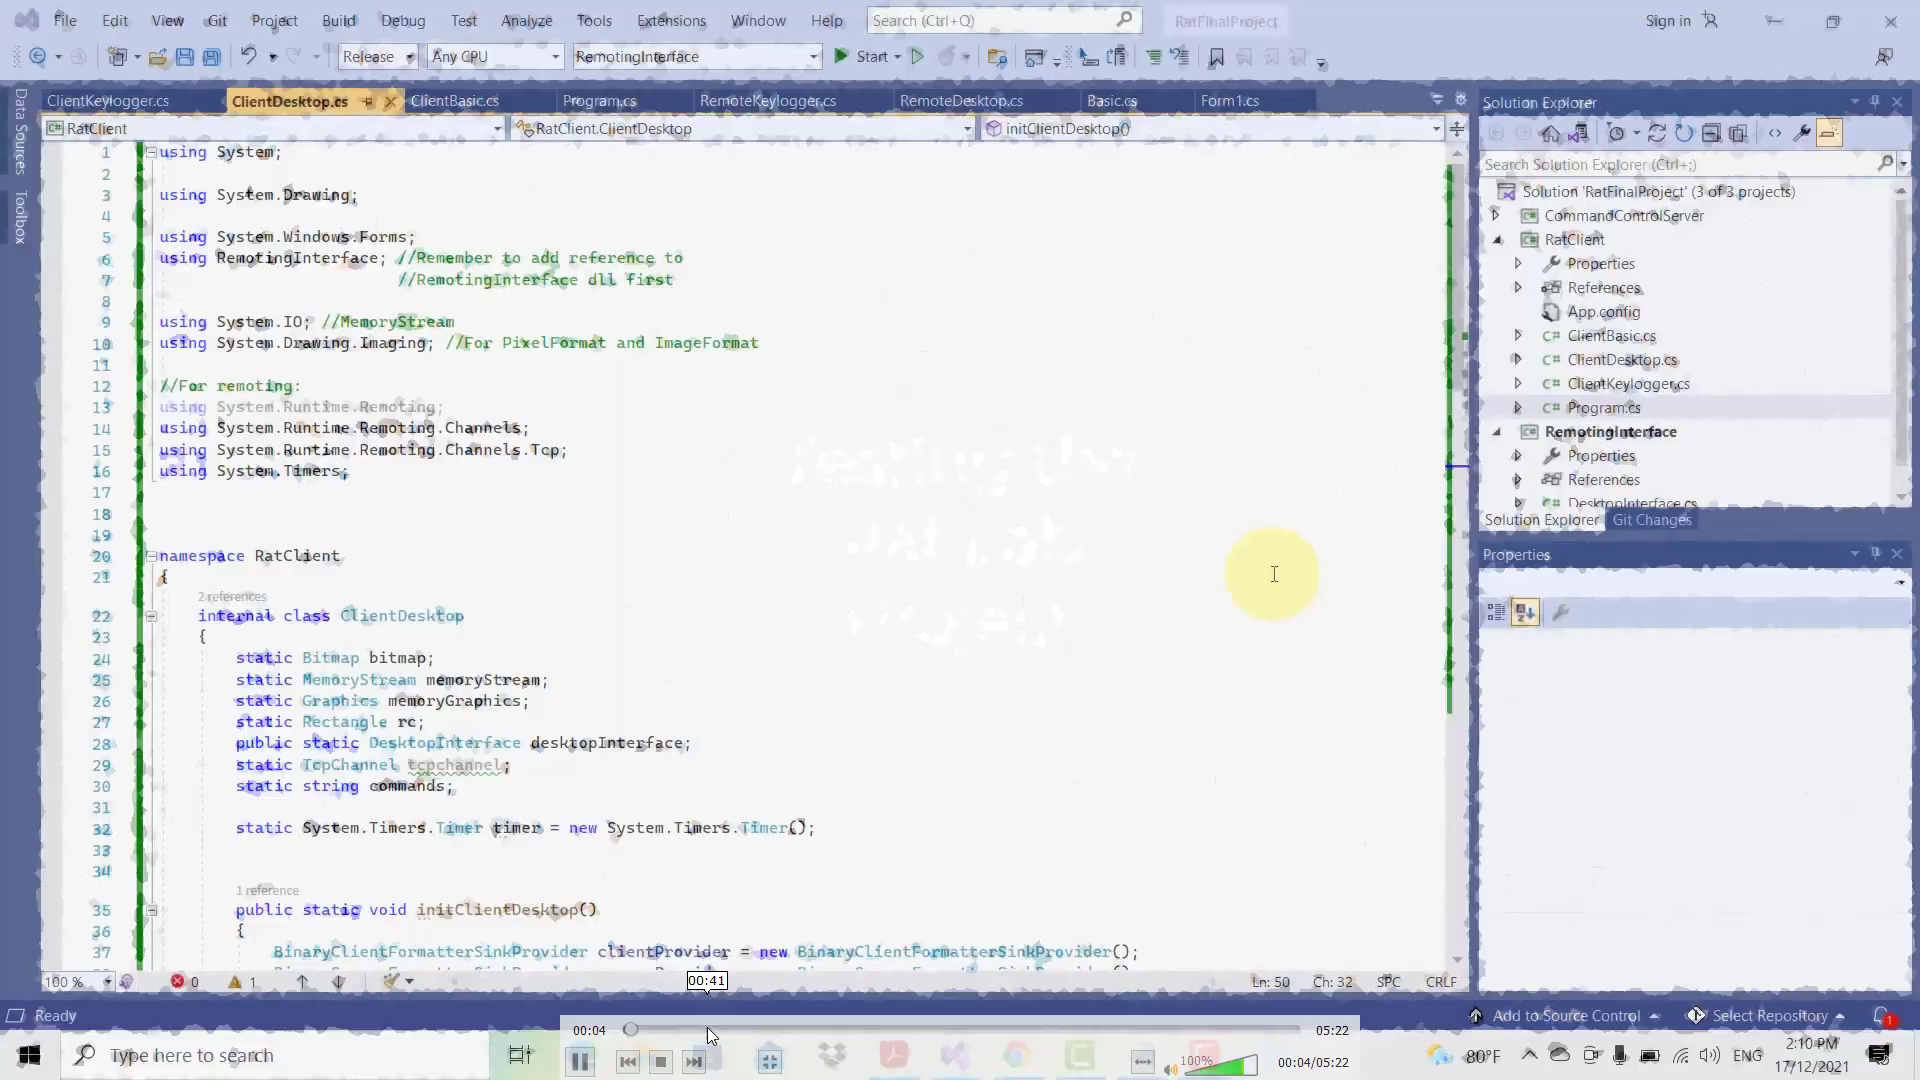 File Edit View Git Project Build Debug Test Analyze Tools Extensions Window Help Search (Ctrl+Q) RatFinalProject Sign in
Release Any CPU RemotingInterface Start
Data Sources
Toolbox
ClientKeylogger.cs ClientDesktop.cs ClientBasic.cs Program.cs RemoteKeylogger.cs RemoteDesktop.cs Basic.cs Form1.cs
RatClient RatClient.ClientDesktop initClientDesktop()
1 using System;
2
3 using System.Drawing;
4
5 using System.Windows.Forms;
6 using RemotingInterface; //Remember to add reference to
7 //RemotingInterface dll first
8
9 using System.IO; //MemoryStream
10 using System.Drawing.Imaging; //For PixelFormat and ImageFormat
11
12 //For remoting:
13 using System.Runtime.Remoting;
14 using System.Runtime.Remoting.Channels;
15 using System.Runtime.Remoting.Channels.Tcp;
16 using System.Timers;
17
18
19
20 namespace RatClient
21 {
2 references
22 internal class ClientDesktop
23 {
24 static Bitmap bitmap;
25 static MemoryStream memoryStream;
26 static Graphics memoryGraphics;
27 static Rectangle rc;
28 public static DesktopInterface desktopInterface;
29 static TcpChannel tcpchannel;
30 static string commands;
31
32 static System.Timers.Timer timer = new System.Timers.Timer();
33
34
1 reference
35 public static void initClientDesktop()
36 {
37 BinaryClientFormatterSinkProvider clientProvider = new BinaryClientFormatterSinkProvider();
100 % 0 1 Ln: 50 Ch: 32 SPC CRLF
Solution Explorer
Search Solution Explorer (Ctrl+;)
Solution 'RatFinalProject' (3 of 3 projects)
CommandControlServer
RatClient
Properties
References
App.config
ClientBasic.cs
ClientDesktop.cs
ClientKeylogger.cs
Program.cs
RemotingInterface
Properties
References
DesktopInterface.cs
Solution Explorer Git Changes
Properties
Ready Add to Source Control Select Repository 1
00:41
00:04 05:22
100% 00:04/05:22
Type here to search
80°F ENG 2:10 PM
17/12/2021